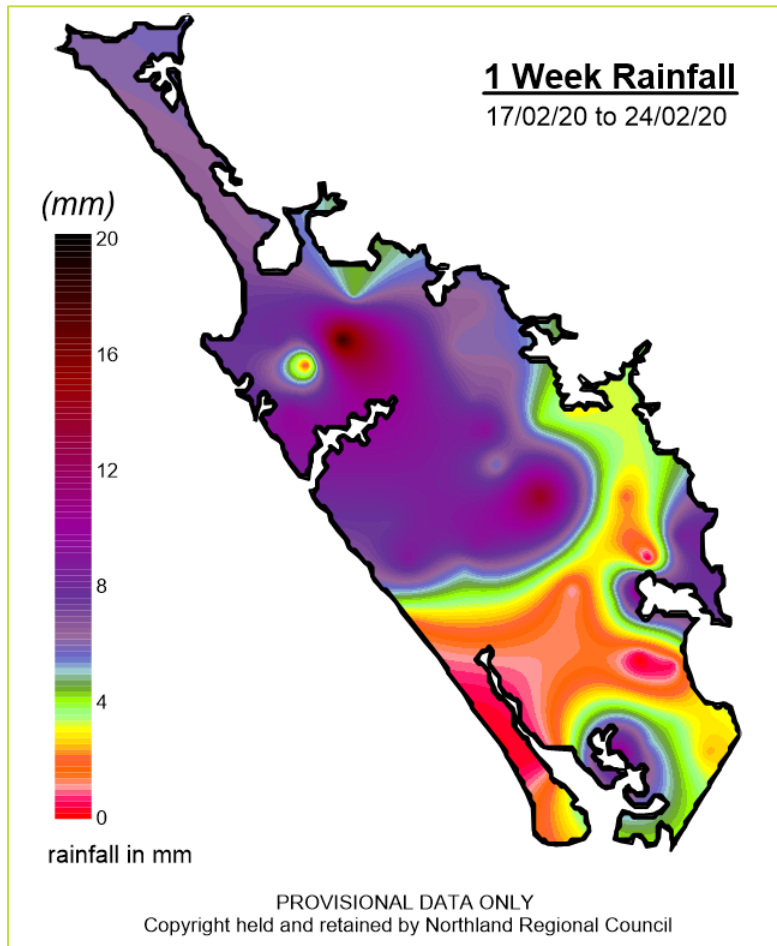 1 Week Rainfall
17/02/20 to 24/02/20
(mm)
20
16
12
8
4
0
rainfall in mm
PROVISIONAL DATA ONLY
Copyright held and retained by Northland Regional Council